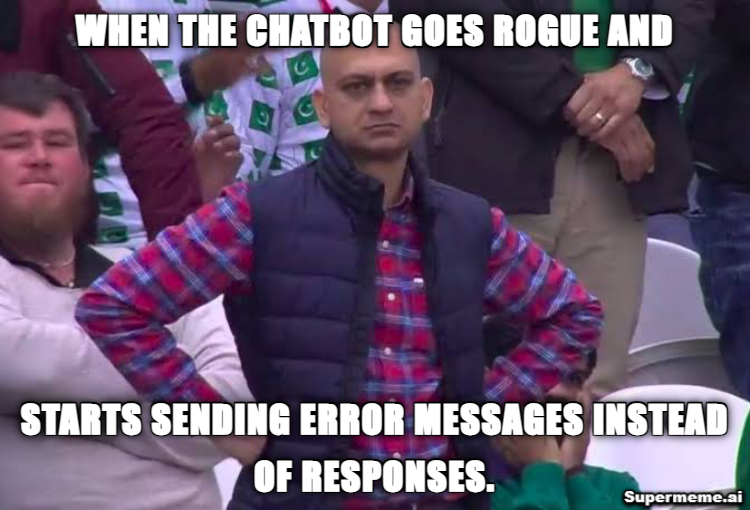 WHEN THE CHATBOT GOES ROGUE AND
STARTS SENDING ERROR MESSAGES INSTEAD
OF RESPONSES.
Supermeme.ai